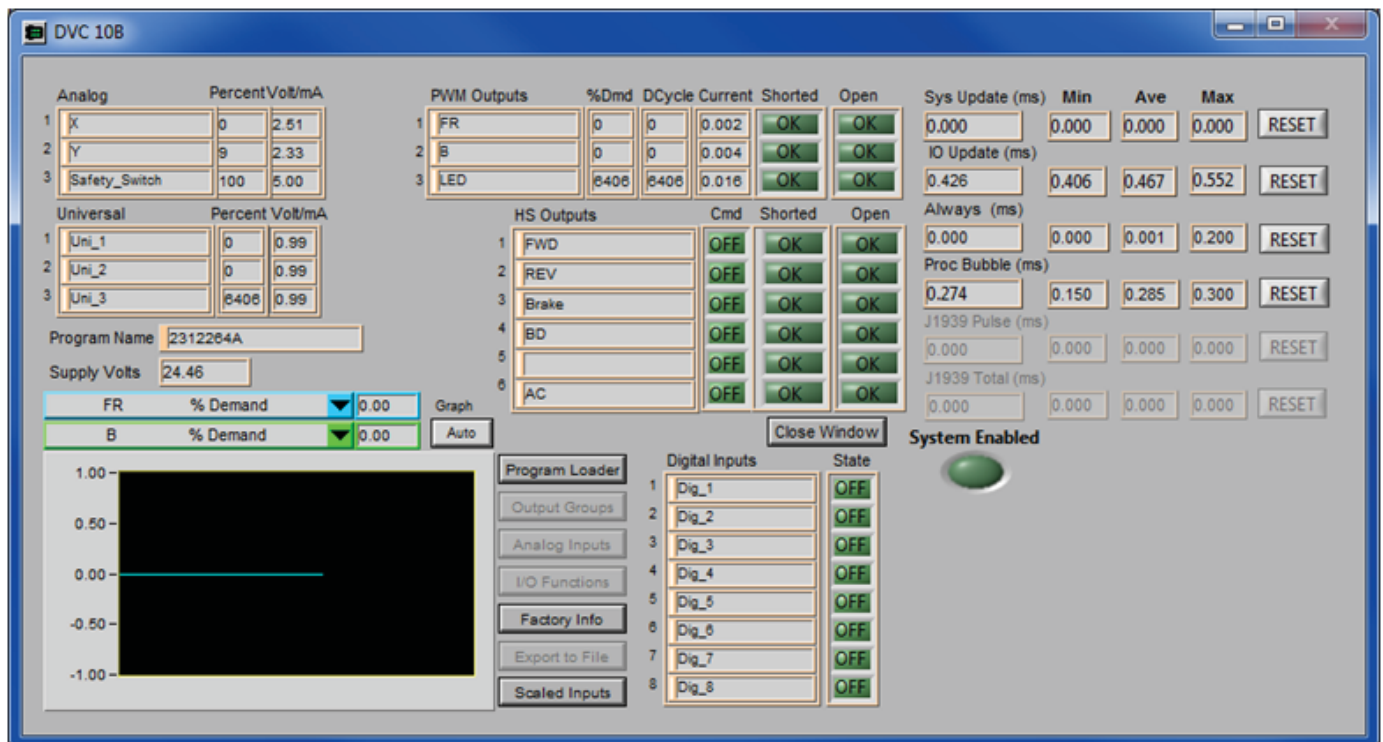 DVC 10B
Analog Percent Volt/mA
1 X 0 2.51
2 Y 9 2.33
3 Safety_Switch 100 5.00
Universal Percent Volt/mA
1 Uni_1 0 0.99
2 Uni_2 0 0.99
3 Uni_3 6406 0.99
Program Name 2312264A
Supply Volts 24.46
FR % Demand 0.00
B % Demand 0.00
Graph
Auto
1.00
0.50
0.00
-0.50
-1.00
PWM Outputs %Dmd DCycle Current Shorted Open
1 FR 0 0 0.002 OK OK
2 B 0 0 0.004 OK OK
3 LED 6406 6406 0.016 OK OK
HS Outputs Cmd Shorted Open
1 FWD OFF OK OK
2 REV OFF OK OK
3 Brake OFF OK OK
4 BD OFF OK OK
5 OFF OK OK
6 AC OFF OK OK
Close Window
Program Loader
Output Groups
Analog Inputs
I/O Functions
Factory Info
Export to File
Scaled Inputs
Digital Inputs State
1 Dig_1 OFF
2 Dig_2 OFF
3 Dig_3 OFF
4 Dig_4 OFF
5 Dig_5 OFF
6 Dig_6 OFF
7 Dig_7 OFF
8 Dig_8 OFF
Sys Update (ms) Min Ave Max
0.000 0.000 0.000 0.000 RESET
IO Update (ms)
0.426 0.406 0.467 0.552 RESET
Always (ms)
0.000 0.000 0.001 0.200 RESET
Proc Bubble (ms)
0.274 0.150 0.285 0.300 RESET
J1939 Pulse (ms)
0.000 0.000 0.000 0.000 RESET
J1939 Total (ms)
0.000 0.000 0.000 0.000 RESET
System Enabled